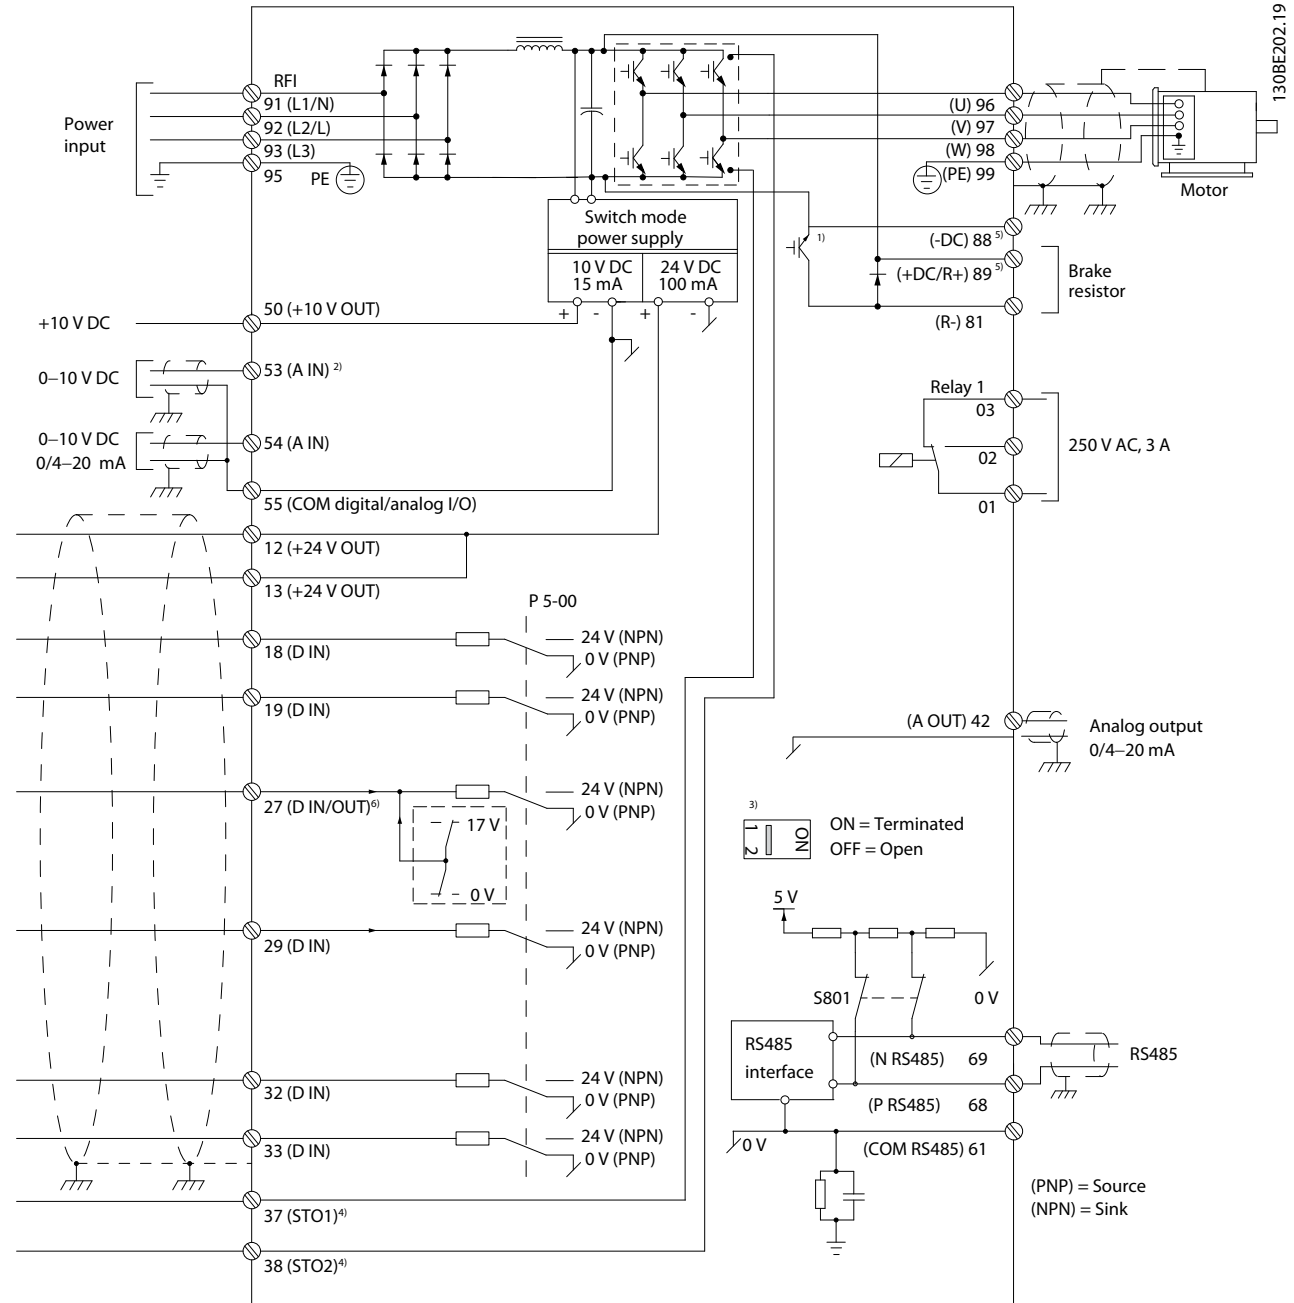 130BE202.19
RFI
91 (L1/N)
92 (L2/L)
93 (L3)
95
PE
Power
input
(U) 96
(V) 97
(W) 98
(PE) 99
Motor
Switch mode
power supply
10 V DC
15 mA
24 V DC
100 mA
+ - + -
1)
(-DC) 88 5)
(+DC/R+) 89 5)
(R-) 81
Brake
resistor
+10 V DC
50 (+10 V OUT)
0–10 V DC
53 (A IN) 2)
0–10 V DC
0/4–20 mA
54 (A IN)
55 (COM digital/analog I/O)
Relay 1
03
02
01
250 V AC, 3 A
12 (+24 V OUT)
13 (+24 V OUT)
P 5-00
18 (D IN)
24 V (NPN)
0 V (PNP)
19 (D IN)
24 V (NPN)
0 V (PNP)
27 (D IN/OUT)6)
24 V (NPN)
0 V (PNP)
17 V
0 V
29 (D IN)
24 V (NPN)
0 V (PNP)
32 (D IN)
24 V (NPN)
0 V (PNP)
33 (D IN)
24 V (NPN)
0 V (PNP)
37 (STO1)4)
38 (STO2)4)
(A OUT) 42
Analog output
0/4–20 mA
3)
1 2
ON
ON = Terminated
OFF = Open
5 V
S801
0 V
RS485
interface
(N RS485) 69
(P RS485) 68
RS485
0 V
(COM RS485) 61
(PNP) = Source
(NPN) = Sink